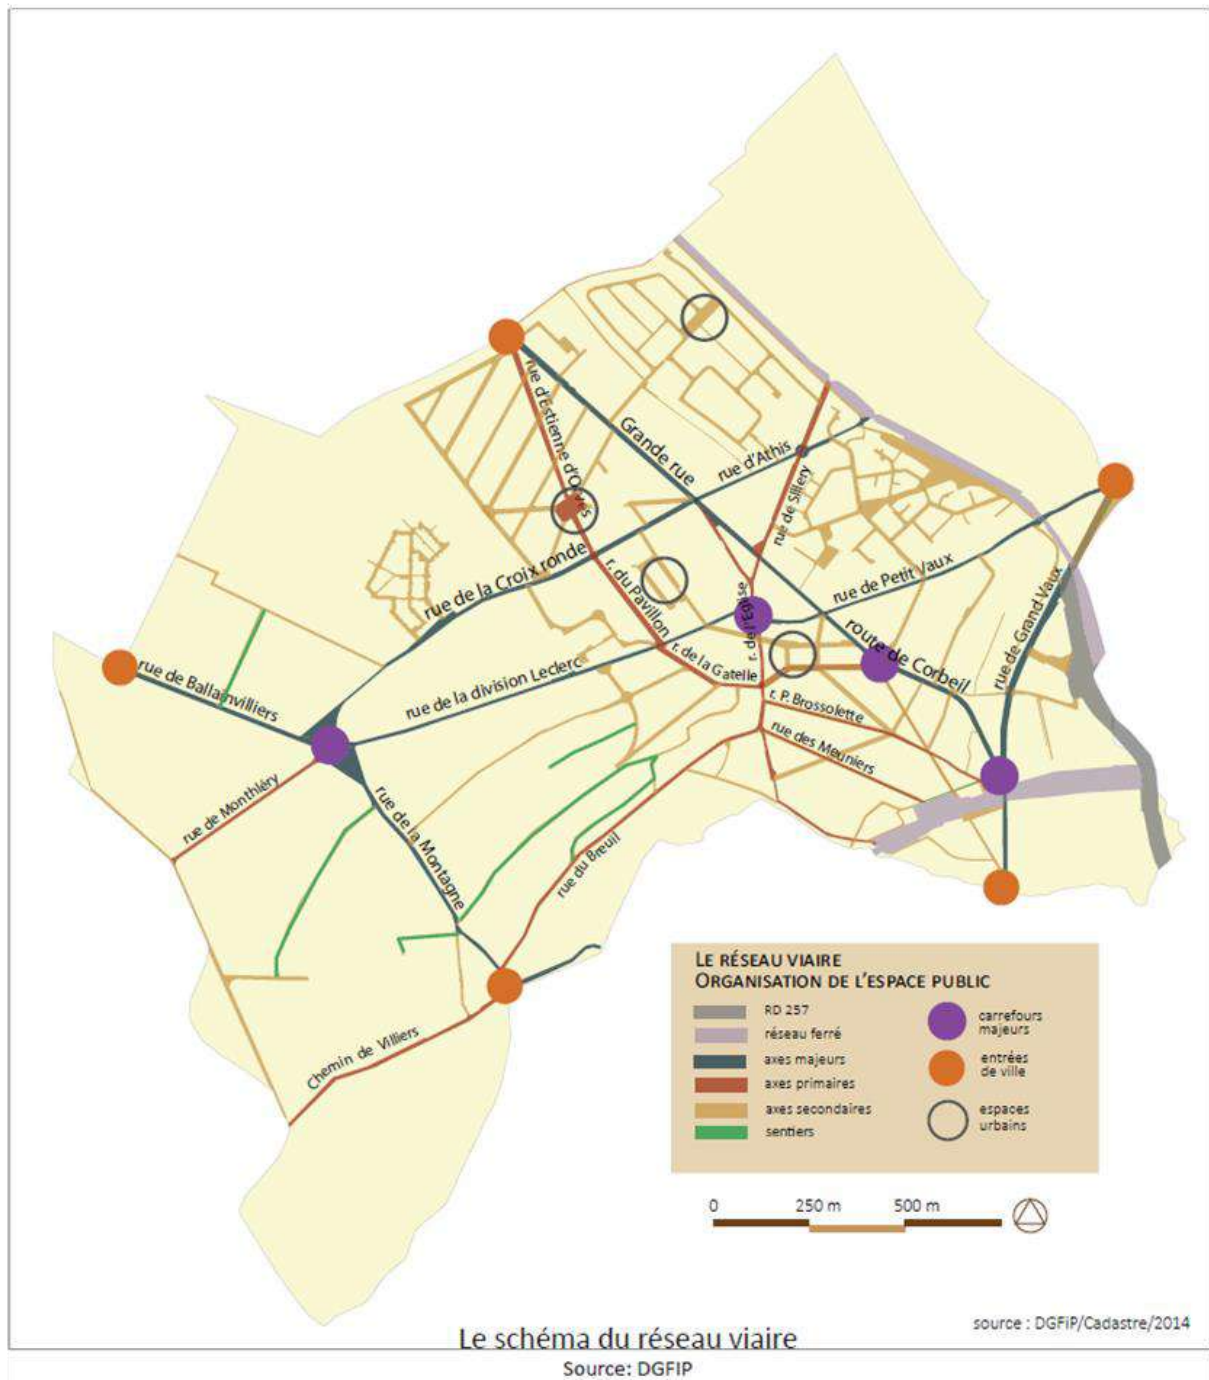 rue d'Estienne d'Orves
Grande rue
rue d'Athis
rue de Sillery
rue de la Croix ronde
r. du Pavillon
r. de l'Eglise
rue de Petit Vaux
route de Corbeil
rue de Grand Vaux
rue de Ballainvilliers
rue de la division Leclerc
r. de la Gatelle
r. P. Brossolette
rue des Meuniers
rue de Monthléry
rue de la Montagne
rue du Breuil
Chemin de Villiers
LE RÉSEAU VIAIRE
ORGANISATION DE L'ESPACE PUBLIC
RD 257
réseau ferré
axes majeurs
axes primaires
axes secondaires
sentiers
carrefours
majeurs
entrées
de ville
espaces
urbains
0 250 m 500 m
source : DGFiP/Cadastre/2014
Le schéma du réseau viaire
Source: DGFIP